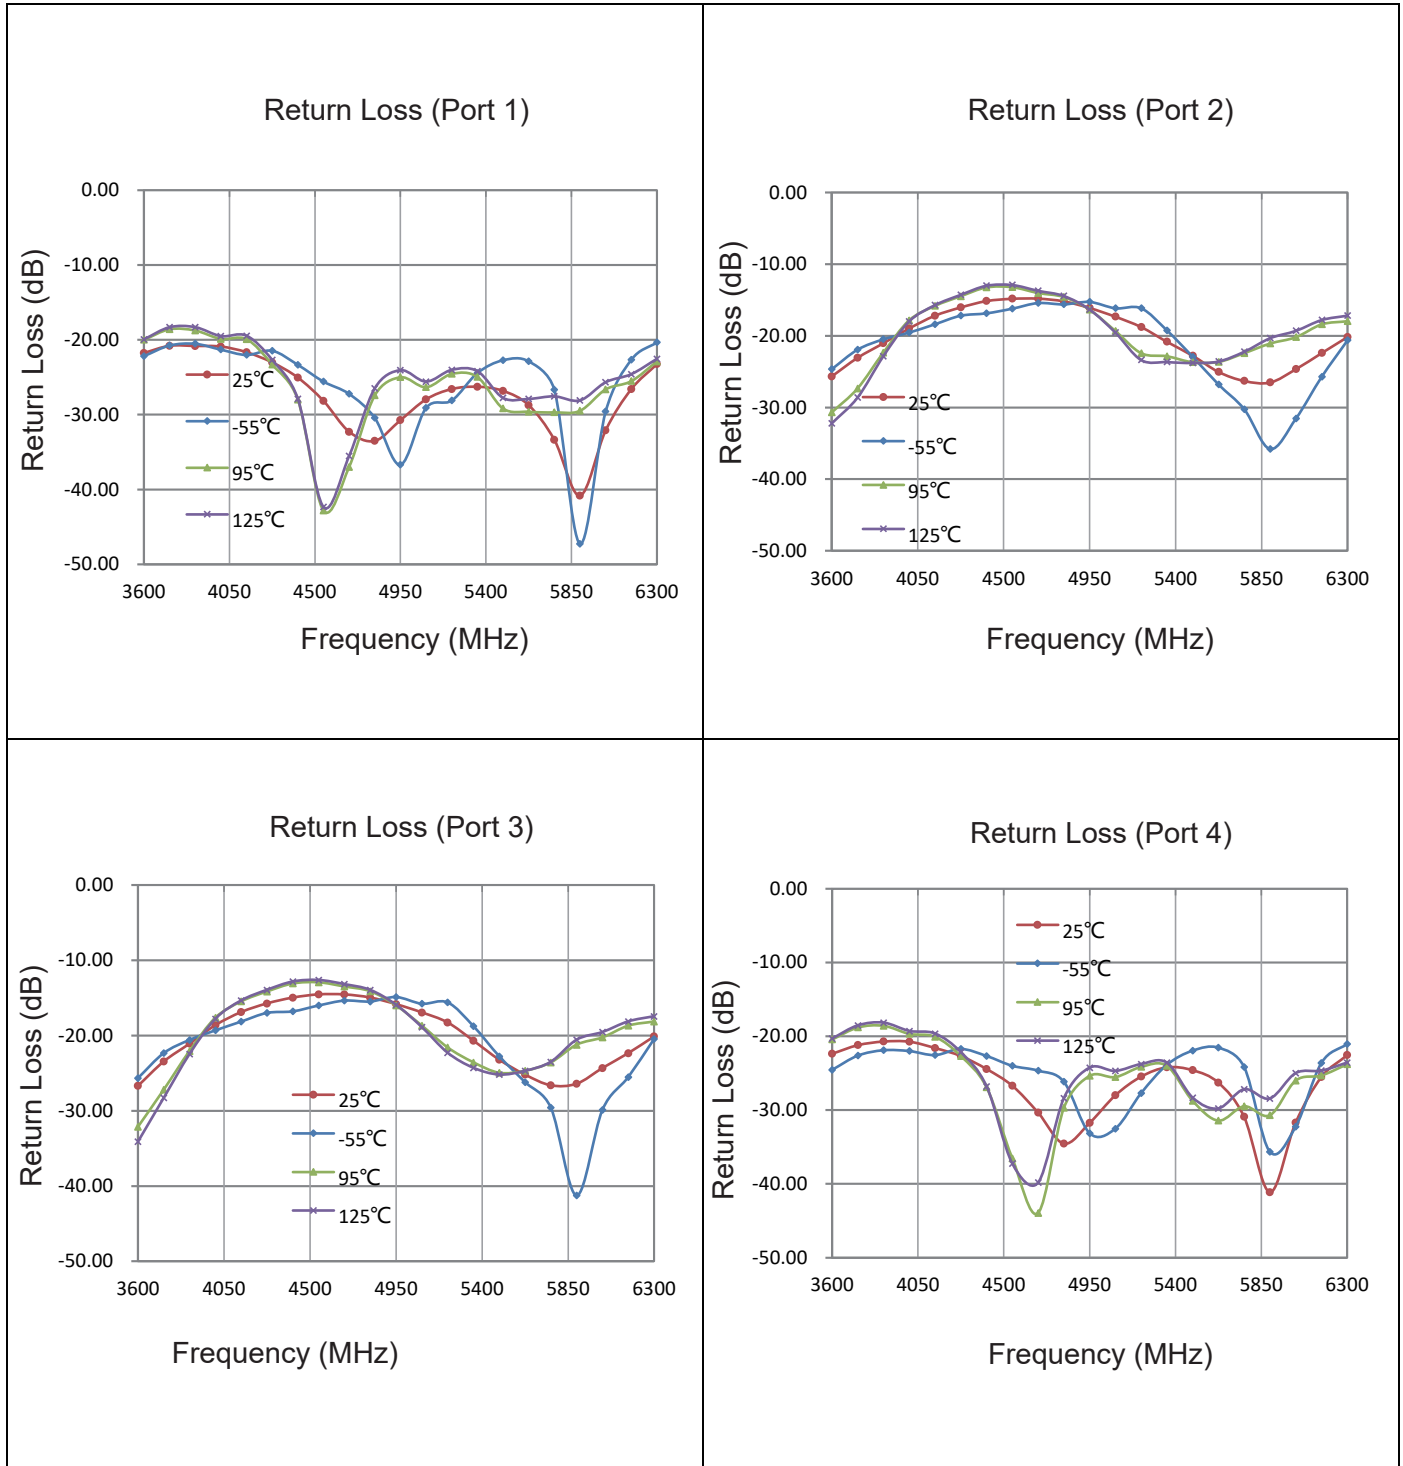 Return Loss (Port 1)
0.00
-10.00
-20.00
-30.00
-40.00
-50.00
Return Loss (dB)
25℃
-55℃
95℃
125℃
3600 4050 4500 4950 5400 5850 6300
Frequency (MHz)
Return Loss (Port 2)
0.00
-10.00
-20.00
-30.00
-40.00
-50.00
Return Loss (dB)
25℃
-55℃
95℃
125℃
3600 4050 4500 4950 5400 5850 6300
Frequency (MHz)
Return Loss (Port 3)
0.00
-10.00
-20.00
-30.00
-40.00
-50.00
Return Loss (dB)
25℃
-55℃
95℃
125℃
3600 4050 4500 4950 5400 5850 6300
Frequency (MHz)
Return Loss (Port 4)
0.00
-10.00
-20.00
-30.00
-40.00
-50.00
Return Loss (dB)
25℃
-55℃
95℃
125℃
3600 4050 4500 4950 5400 5850 6300
Frequency (MHz)